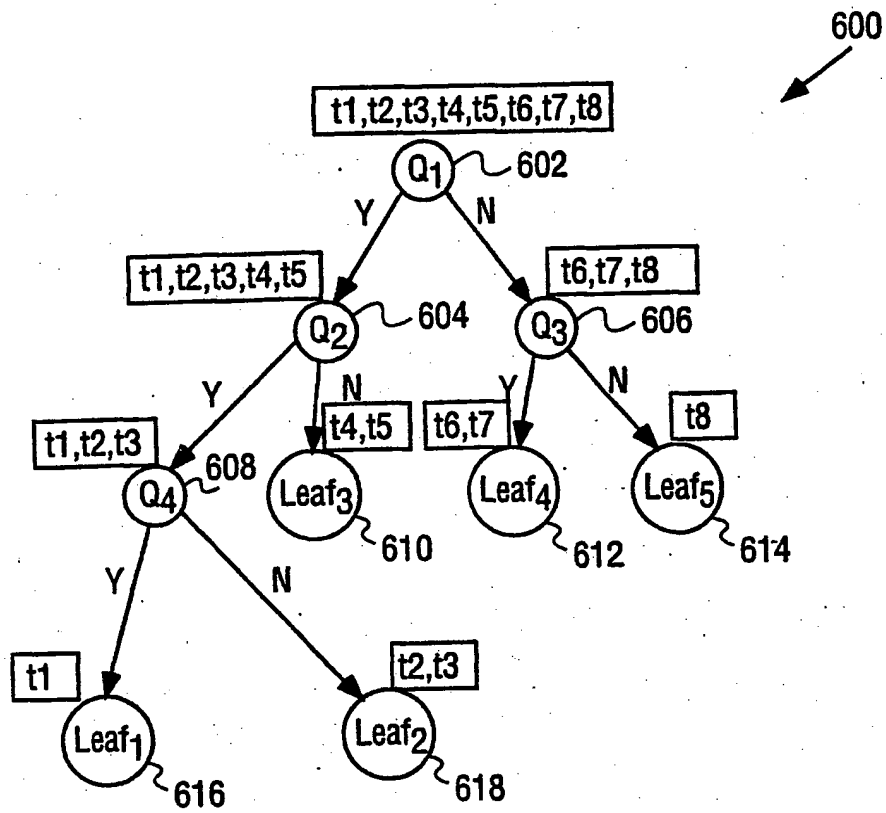 600
t1,t2,t3,t4,t5,t6,t7,t8
Q1
602
Y
N
t1,t2,t3,t4,t5
t6,t7,t8
Q2
604
Q3
606
Y
N
Y
N
t1,t2,t3
t4,t5
t6,t7
t8
Q4
608
Leaf3
610
Leaf4
612
Leaf5
614
Y
N
t1
t2,t3
Leaf1
616
Leaf2
618